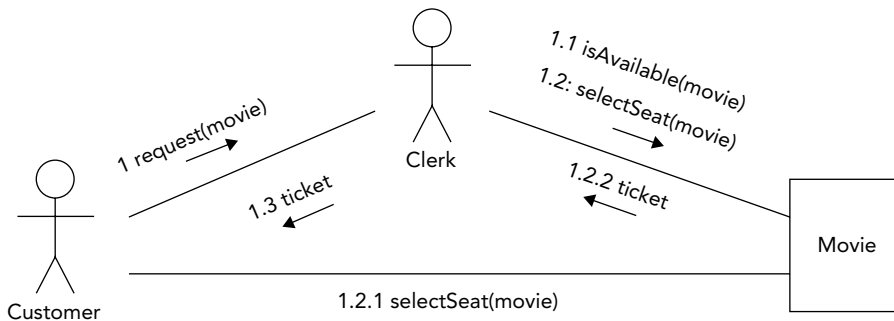 1.1 isAvailable(movie)
1.2: selectSeat(movie)
1 request(movie)
Clerk
1.3 ticket
1.2.2 ticket
Movie
Customer
1.2.1 selectSeat(movie)